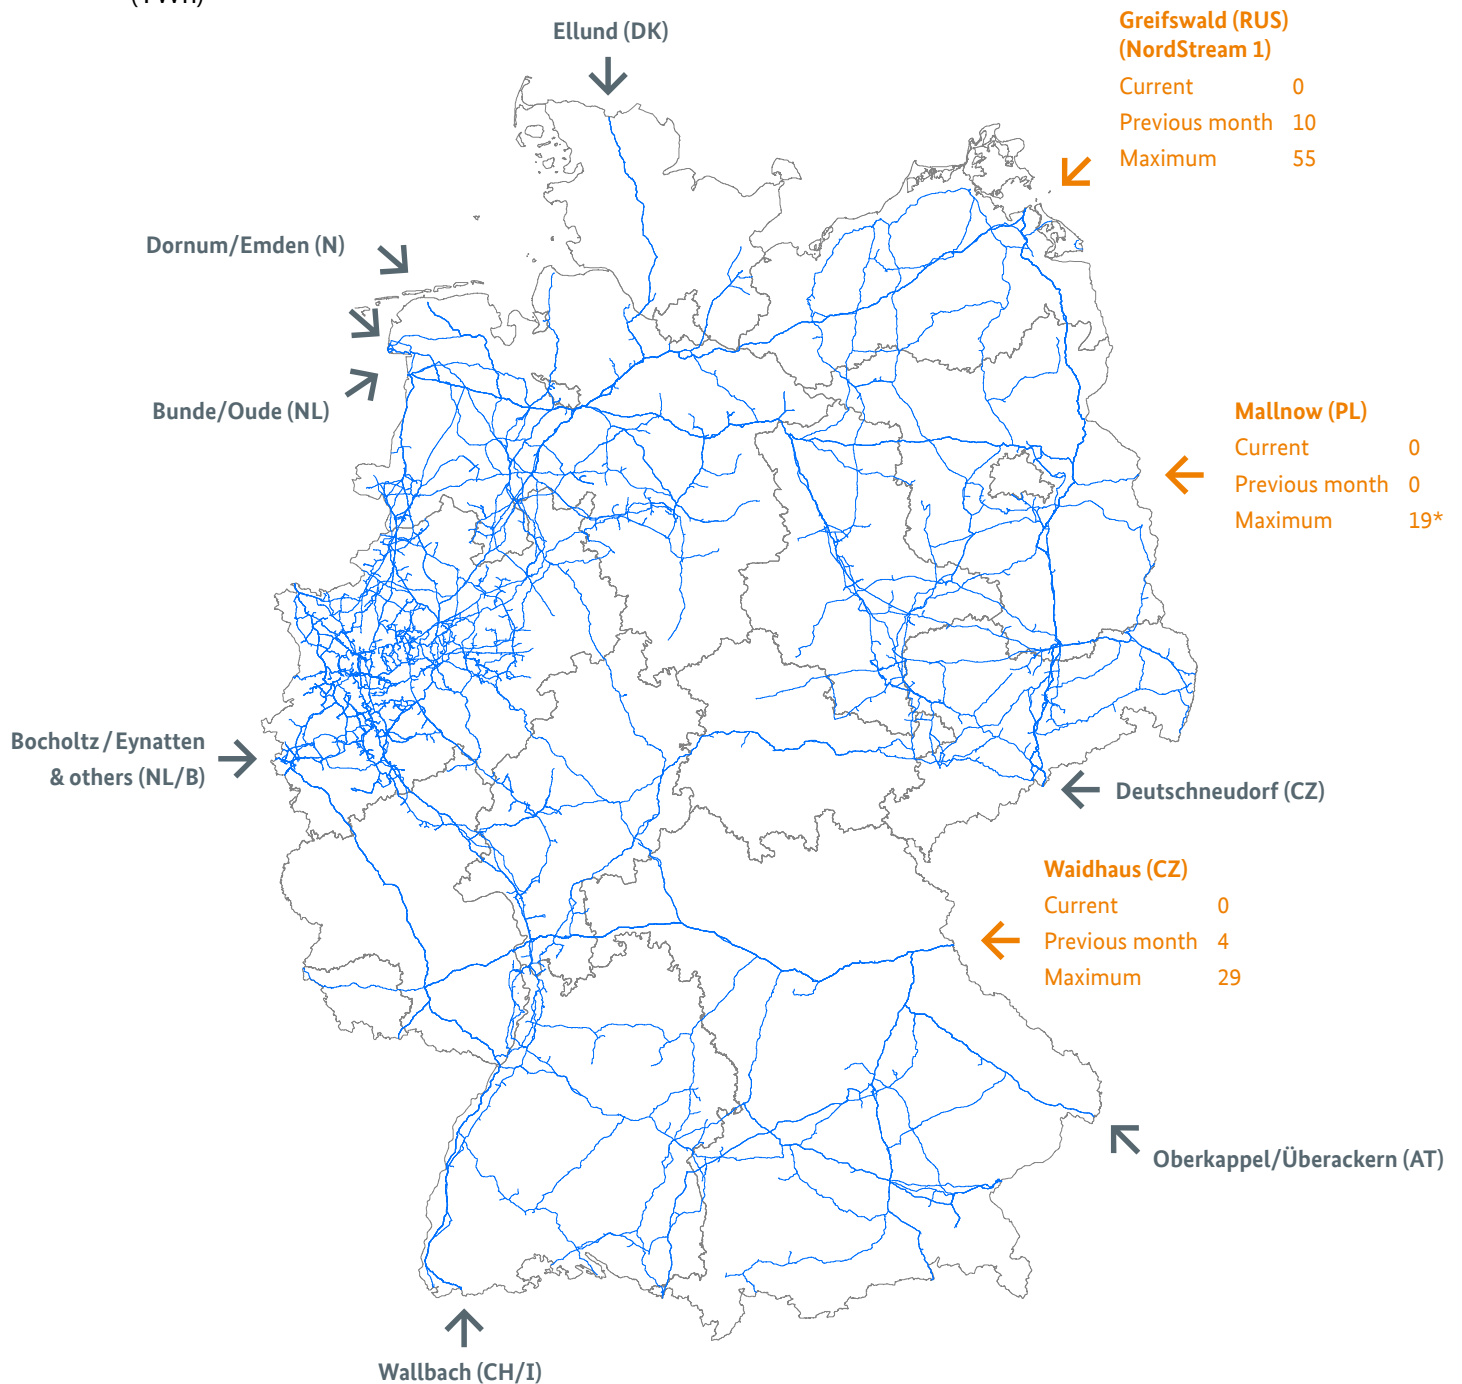 (TWh)
Ellund (DK)
Greifswald (RUS)
(NordStream 1)
Current 0
Previous month 10
Maximum 55
Dornum/Emden (N)
Bunde/Oude (NL)
Mallnow (PL)
Current 0
Previous month 0
Maximum 19*
Bocholtz / Eynatten
& others (NL/B)
Deutschneudorf (CZ)
Waidhaus (CZ)
Current 0
Previous month 4
Maximum 29
Oberkappel/Überackern (AT)
Wallbach (CH/I)